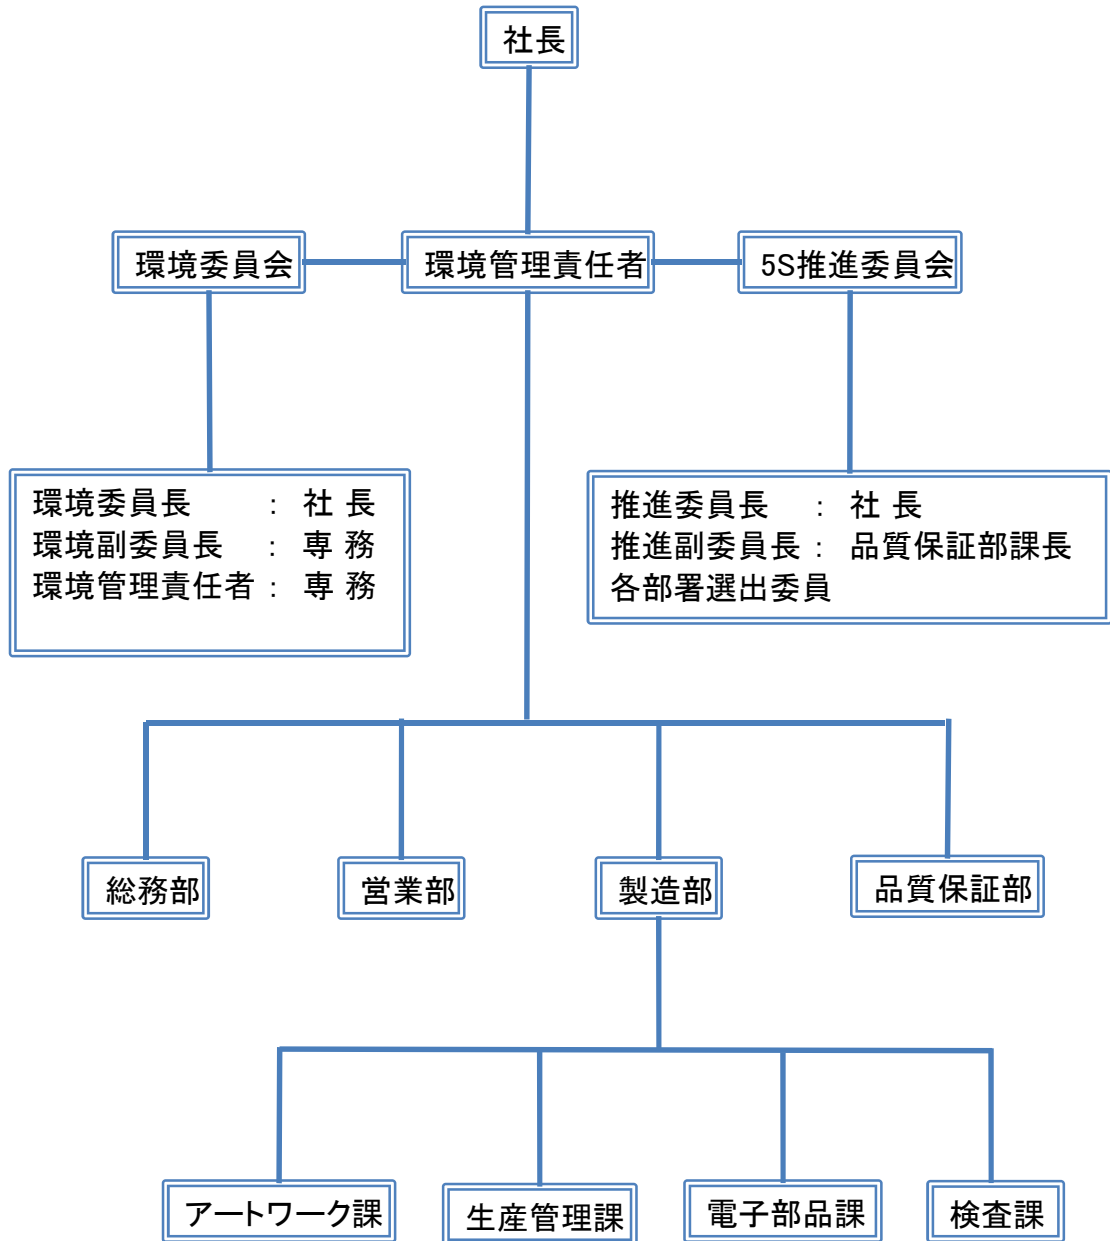 社長
環境委員会
環境管理責任者
5S推進委員会
環境委員長 : 社 長
環境副委員長 : 専 務
環境管理責任者 : 専 務
推進委員長 : 社 長
推進副委員長 : 品質保証部課長
各部署選出委員
総務部
営業部
製造部
品質保証部
アートワーク課
生産管理課
電子部品課
検査課